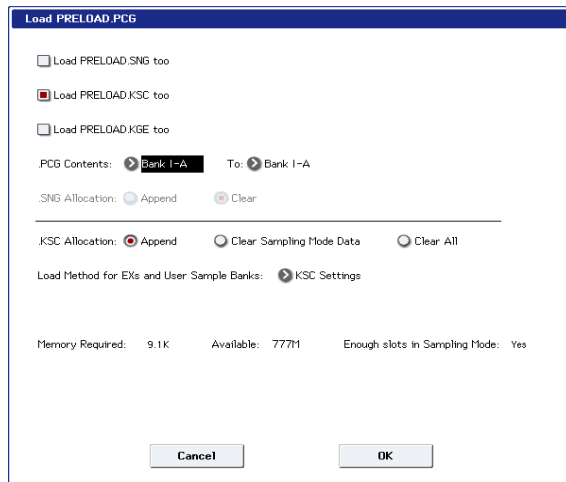 Load PRELOAD.PCG
Load PRELOAD.SNG too
Load PRELOAD.KSC too
Load PRELOAD.KGE too
.PCG Contents: Bank I-A To: Bank I-A
.SNG Allocation: Append Clear
.KSC Allocation: Append Clear Sampling Mode Data Clear All
Load Method for EXs and User Sample Banks: KSC Settings
Memory Required: 9.1K Available: 777M Enough slots in Sampling Mode: Yes
Cancel OK